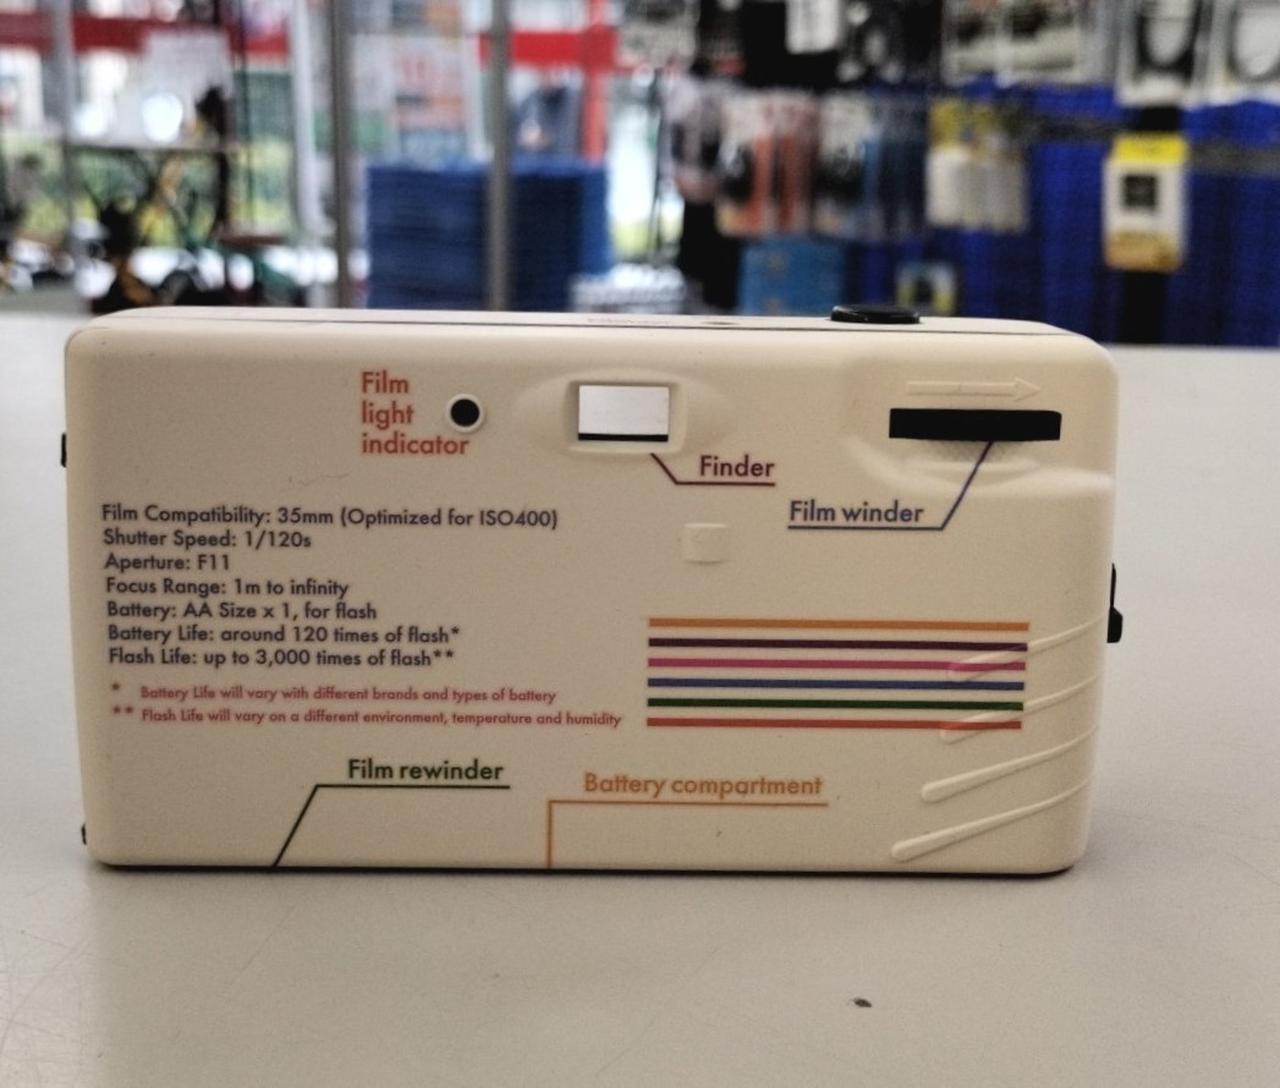 Film
light
indicator
Finder
Film winder
Film Compatibility: 35mm (Optimized for ISO400)
Shutter Speed: 1/120s
Aperture: F11
Focus Range: 1m to infinity
Battery: AA Size x 1, for flash
Battery Life: around 120 times of flash*
Flash Life: up to 3,000 times of flash**
* Battery Life will vary with different brands and types of battery
** Flash Life will vary on a different environment, temperature and humidity
Film rewinder
Battery compartment